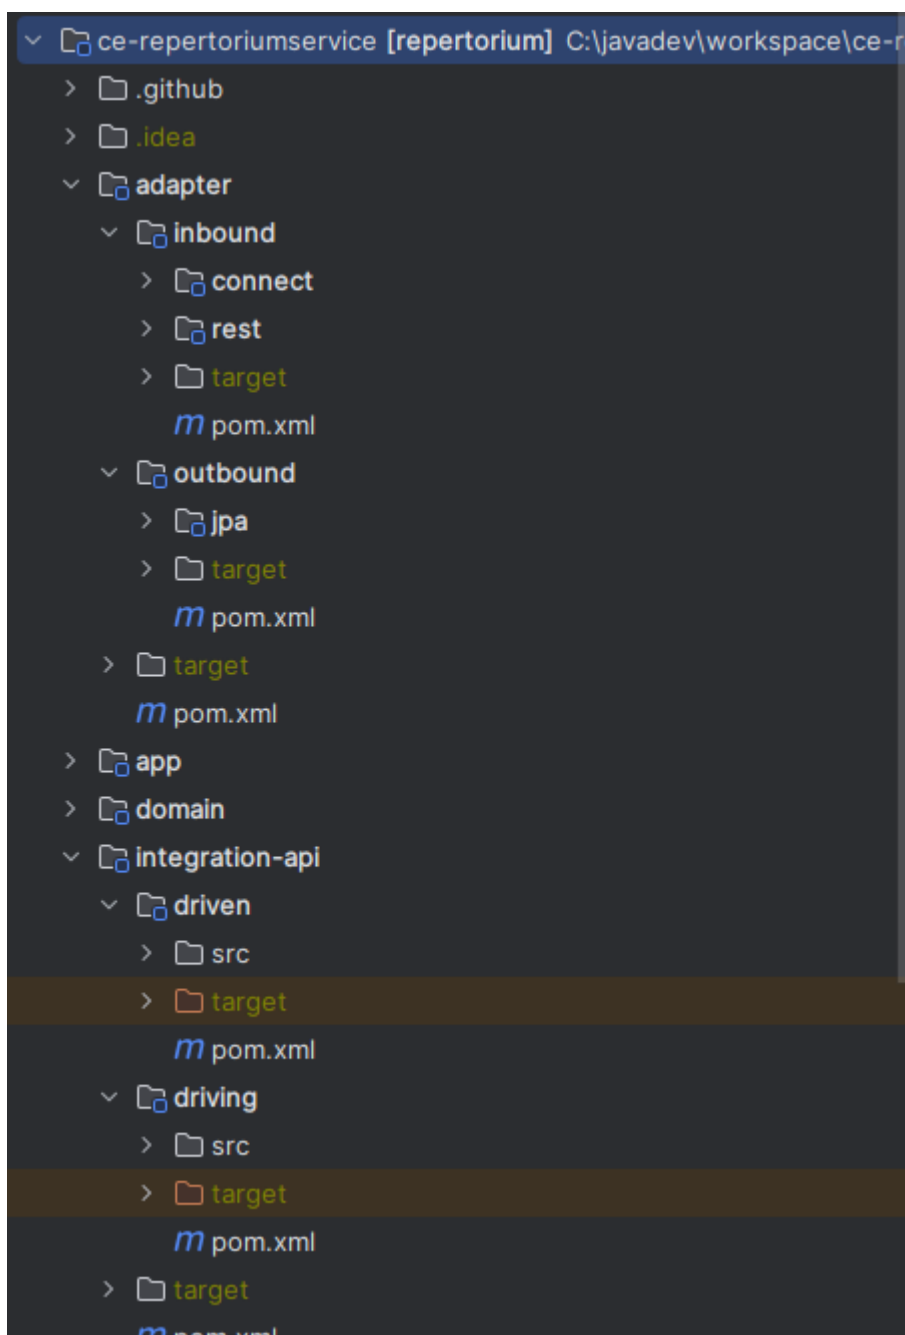 ce-repertoriumservice [repertorium] C:\javadev\workspace\ce-r
.github
.idea
adapter
inbound
connect
rest
target
m pom.xml
outbound
jpa
target
m pom.xml
target
m pom.xml
app
domain
integration-api
driven
src
target
m pom.xml
driving
src
target
m pom.xml
target
m pom.xml